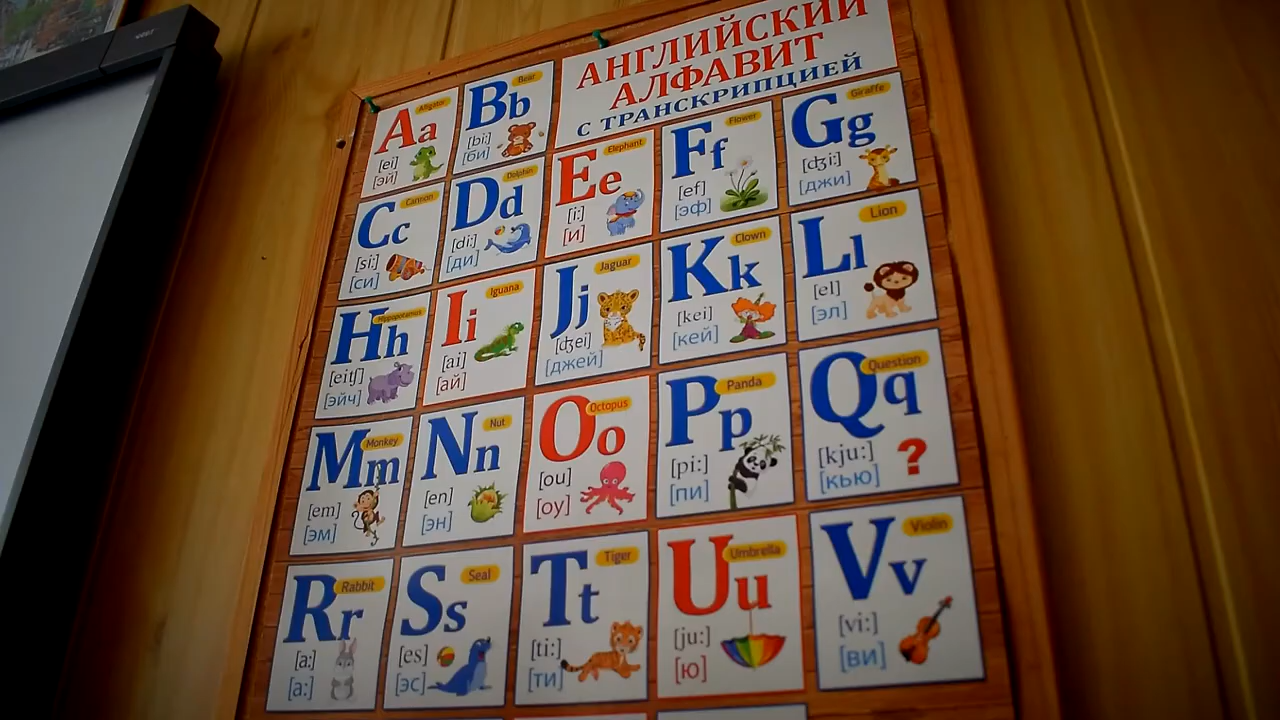 АНГЛИЙСКИЙ
АЛФАВИТ
С ТРАНСКРИПЦИЕЙ
Aa
Alligator
[ei]
[эй]
Bb
Bear
[bi:]
[би]
Cc
Cannon
[si:]
[си]
Dd
Dolphin
[di:]
[ди]
Ee
Elephant
[i:]
[и]
Ff
Flower
[ef]
[эф]
Gg
Giraffe
[ʤi:]
[джи]
Hh
Hippopotamus
[eitʃ]
[эйч]
Ii
Iguana
[ai]
[ай]
Jj
Jaguar
[ʤei]
[джей]
Kk
Clown
[kei]
[кей]
Ll
Lion
[el]
[эл]
Mm
Monkey
[em]
[эм]
Nn
Nut
[en]
[эн]
Oo
Octopus
[ou]
[оу]
Pp
Panda
[pi:]
[пи]
Qq
Question
[kju:]
[кью]
?
Rr
Rabbit
[a:]
[а:]
Ss
Seal
[es]
[эс]
Tt
Tiger
[ti:]
[ти]
Uu
Umbrella
[ju:]
[ю]
Vv
Violin
[vi:]
[ви]